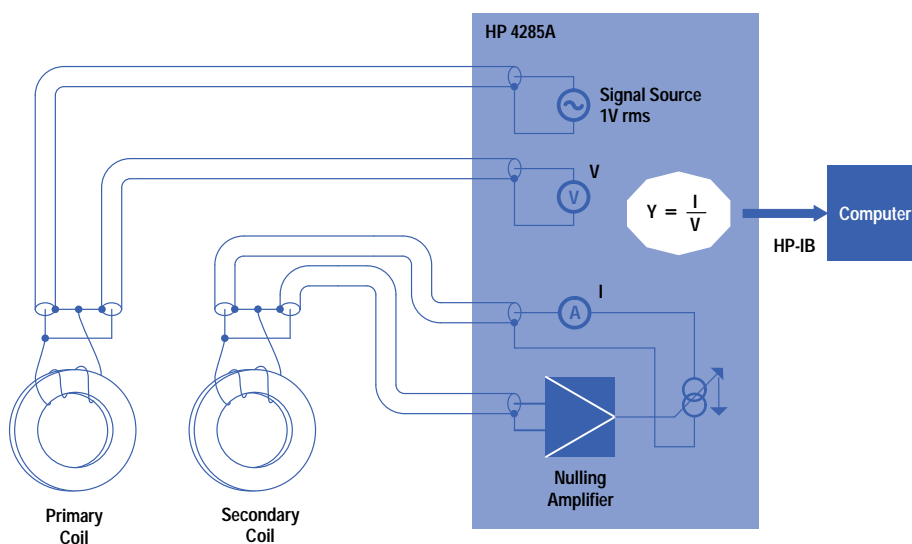 HP 4285A
Signal Source
1V rms
V
V
Y = I
V
Computer
HP-IB
I
A
Nulling
Amplifier
Primary
Coil
Secondary
Coil